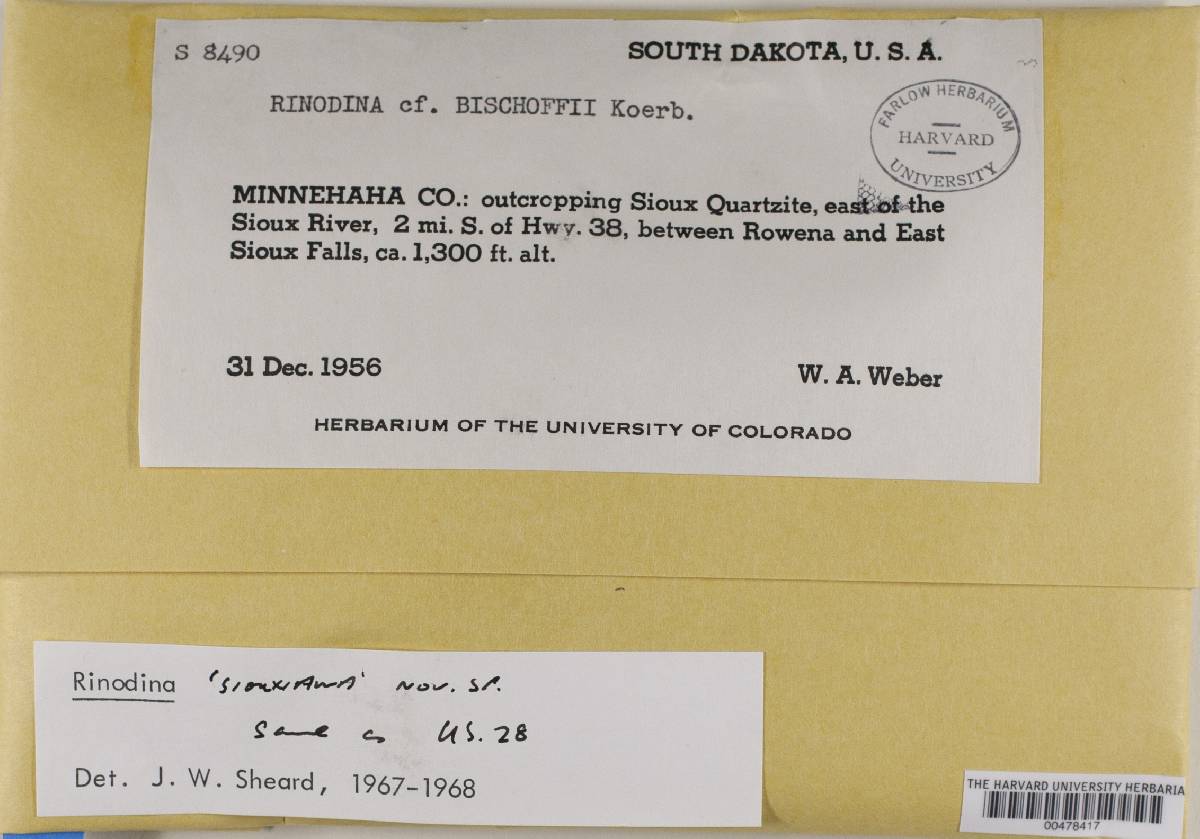 S 8490
SOUTH DAKOTA, U. S. A.
RINODINA cf. BISCHOFFII Koerb.
FARLOW HERBARIUM
HARVARD
UNIVERSITY
MINNEHAHA CO.: outcropping Sioux Quartzite, east of the
Sioux River, 2 mi. S. of Hwy. 38, between Rowena and East
Sioux Falls, ca. 1,300 ft. alt.
31 Dec. 1956
W. A. Weber
HERBARIUM OF THE UNIVERSITY OF COLORADO
Rinodina 'SIOUXIANA' NOV. SP.
Same as US. 28
Det. J. W. Sheard, 1967-1968
THE HARVARD UNIVERSITY HERBARIA
00478417